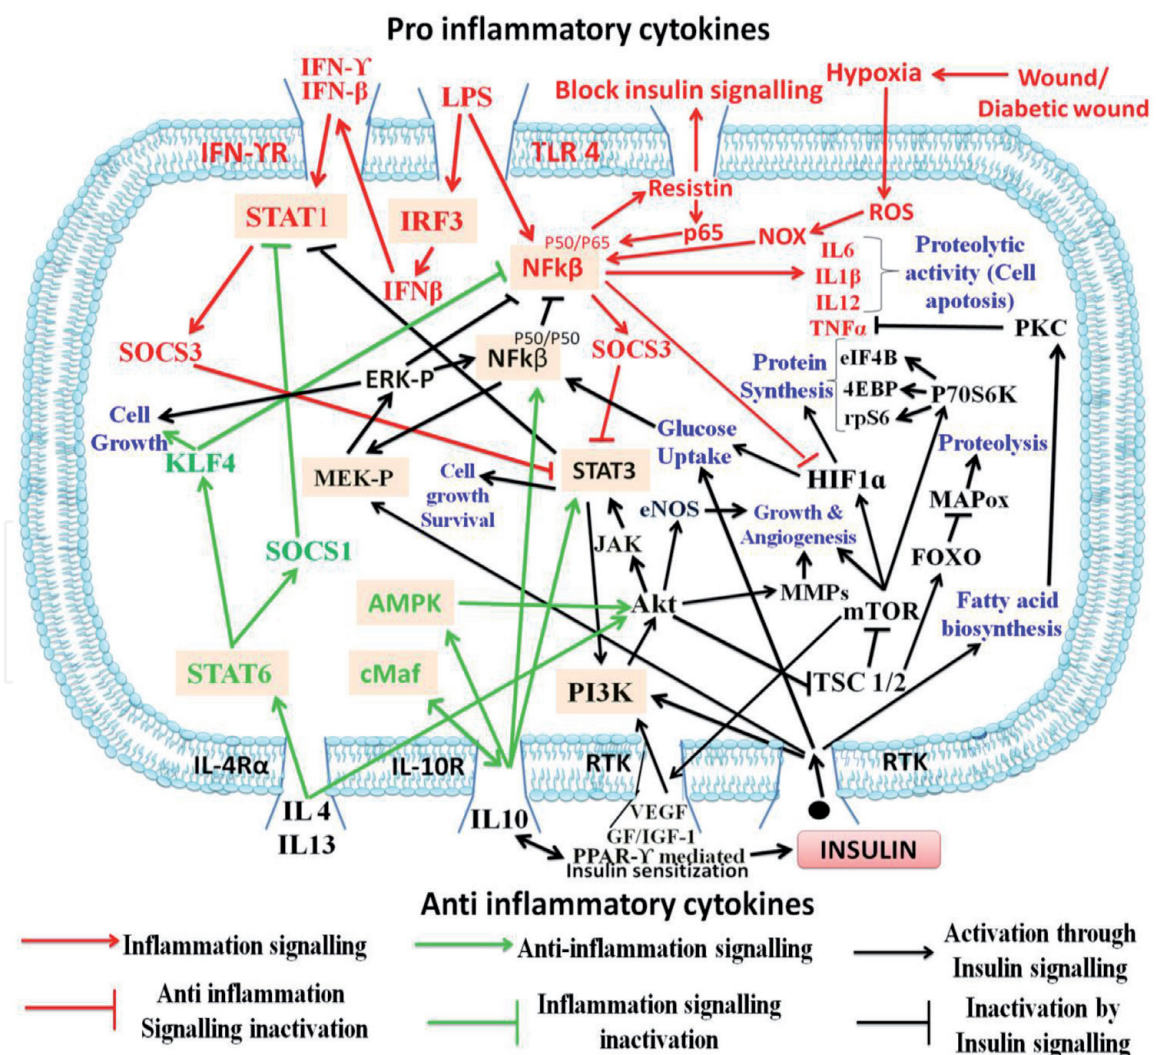 Pro inflammatory cytokines
IFN-ϒ
IFN-β
LPS
Block insulin signalling
Hypoxia
Wound/
Diabetic wound
IFN-ϒR
TLR 4
Resistin
STAT1
IRF3
p65
NOX
ROS
P50/P65
NFkβ
IFNβ
IL6
IL1β
IL12
TNFα
Proteolytic
activity (Cell
apotosis)
PKC
SOCS3
P50/P50
NFkβ
SOCS3
ERK-P
Protein
Synthesis
eIF4B
4EBP
rpS6
P70S6K
Cell
Growth
KLF4
MEK-P
Cell
growth
Survival
STAT3
Glucose
Uptake
HIF1α
Proteolysis
MAPox
eNOS
Growth &
Angiogenesis
SOCS1
JAK
FOXO
AMPK
Akt
MMPs
mTOR
Fatty acid
biosynthesis
STAT6
cMaf
PI3K
TSC 1/2
IL-4Rα
IL-10R
RTK
RTK
IL 4
IL13
IL10
VEGF
GF/IGF-1
PPAR-ϒ mediated
Insulin sensitization
INSULIN
Anti inflammatory cytokines
Inflammation signalling
Anti-inflammation signalling
Activation through
Insulin signalling
Anti inflammation
Signalling inactivation
Inflammation signalling
inactivation
Inactivation by
Insulin signalling